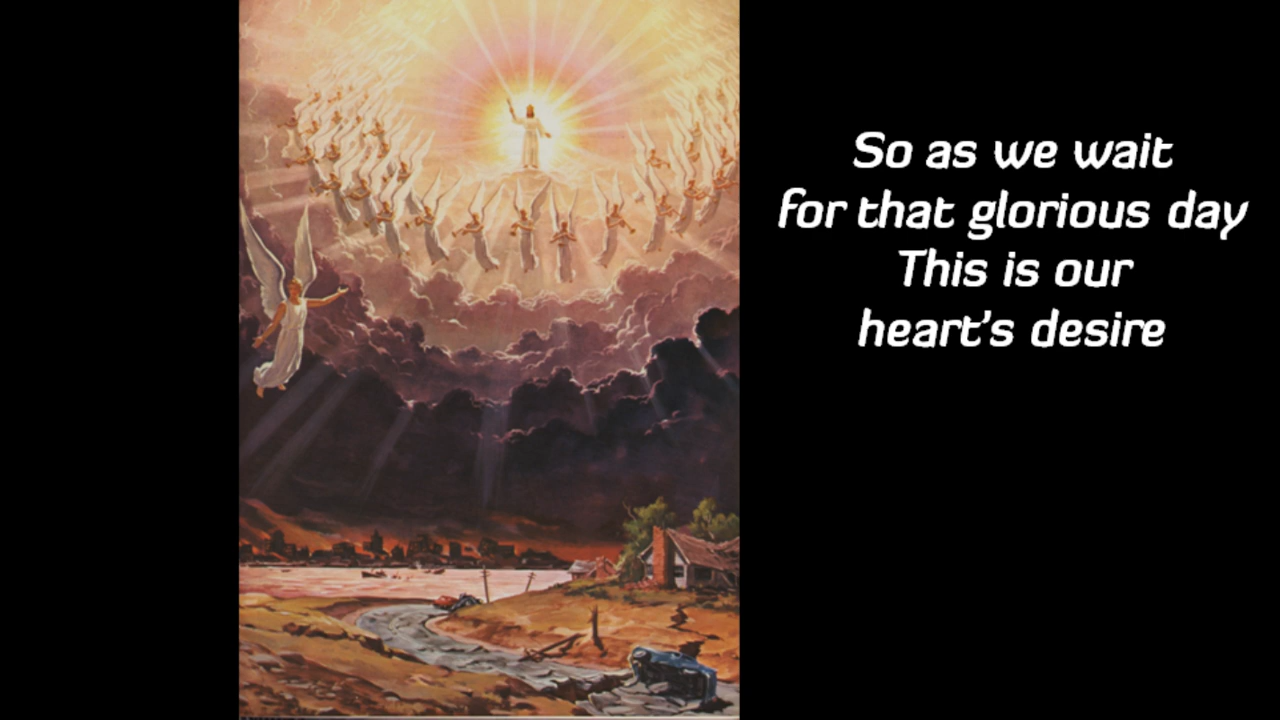 So as we wait
for that glorious day
This is our
heart's desire